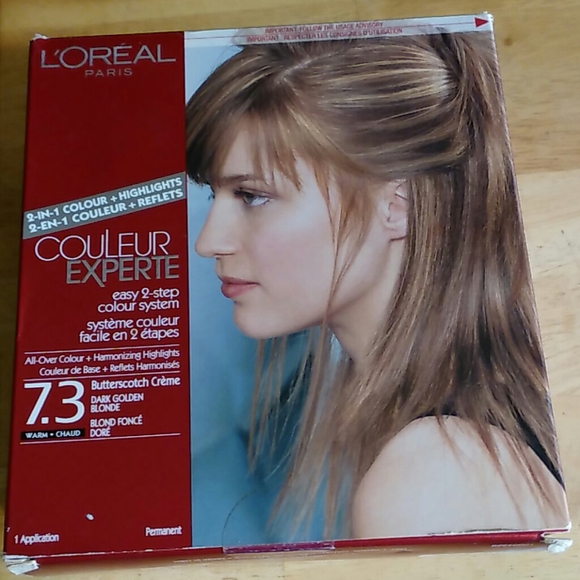 IMPORTANT: FOLLOW THE USAGE ADVISORY
IMPORTANT : RESPECTER LES CONSIGNES D'UTILISATION
L'ORÉAL
PARIS
2-IN-1 COLOUR + HIGHLIGHTS
2-EN-1 COULEUR + REFLETS
COULEUR
EXPERTE
easy 2-step
colour system
système couleur
facile en 2 étapes
All-Over Colour + Harmonizing Highlights
Couleur de Base + Reflets Harmonisés
7.3
Butterscotch Crème
DARK GOLDEN
BLONDE
BLOND FONCÉ
DORÉ
WARM • CHAUD
1 Application
Permanent